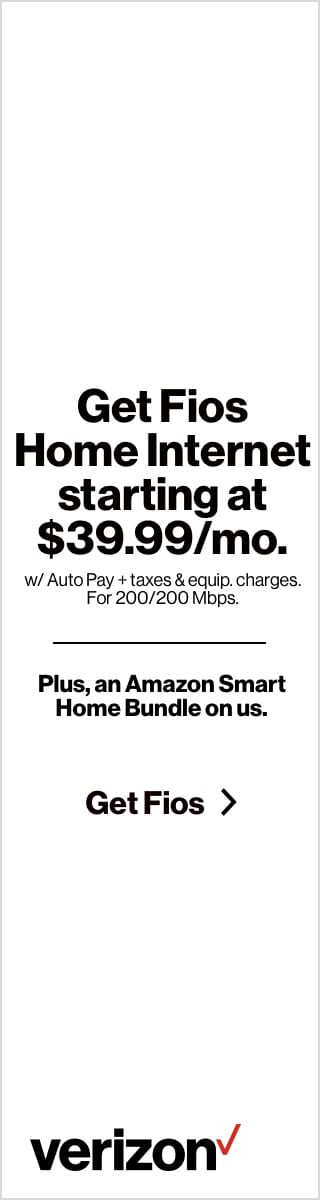 Get Fios
Home Internet
starting at
$39.99/mo.
w/ Auto Pay + taxes & equip. charges.
For 200/200 Mbps.
Plus, an Amazon Smart
Home Bundle on us.
Get Fios >
verizon✓